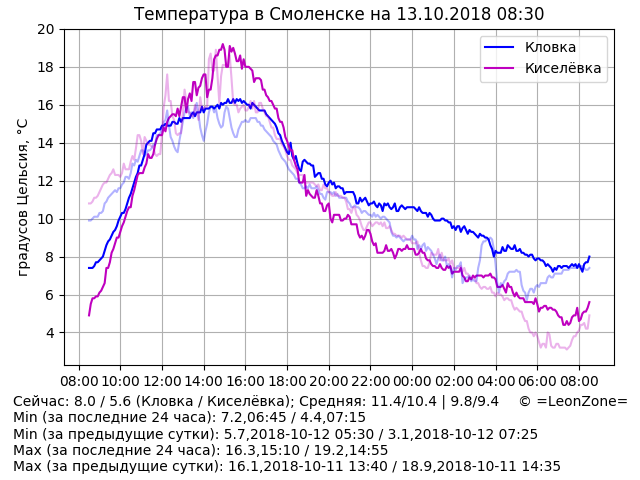 Температура в Смоленске на 13.10.2018 08:30
Кловка
Киселёвка
градусов Цельсия, °C
20
18
16
14
12
10
8
6
4
08:00 10:00 12:00 14:00 16:00 18:00 20:00 22:00 00:00 02:00 04:00 06:00 08:00
Сейчас: 8.0 / 5.6 (Кловка / Киселёвка); Средняя: 11.4/10.4 | 9.8/9.4 © =LeonZone=
Min (за последние 24 часа): 7.2,06:45 / 4.4,07:15
Min (за предыдущие сутки): 5.7,2018-10-12 05:30 / 3.1,2018-10-12 07:25
Max (за последние 24 часа): 16.3,15:10 / 19.2,14:55
Max (за предыдущие сутки): 16.1,2018-10-11 13:40 / 18.9,2018-10-11 14:35